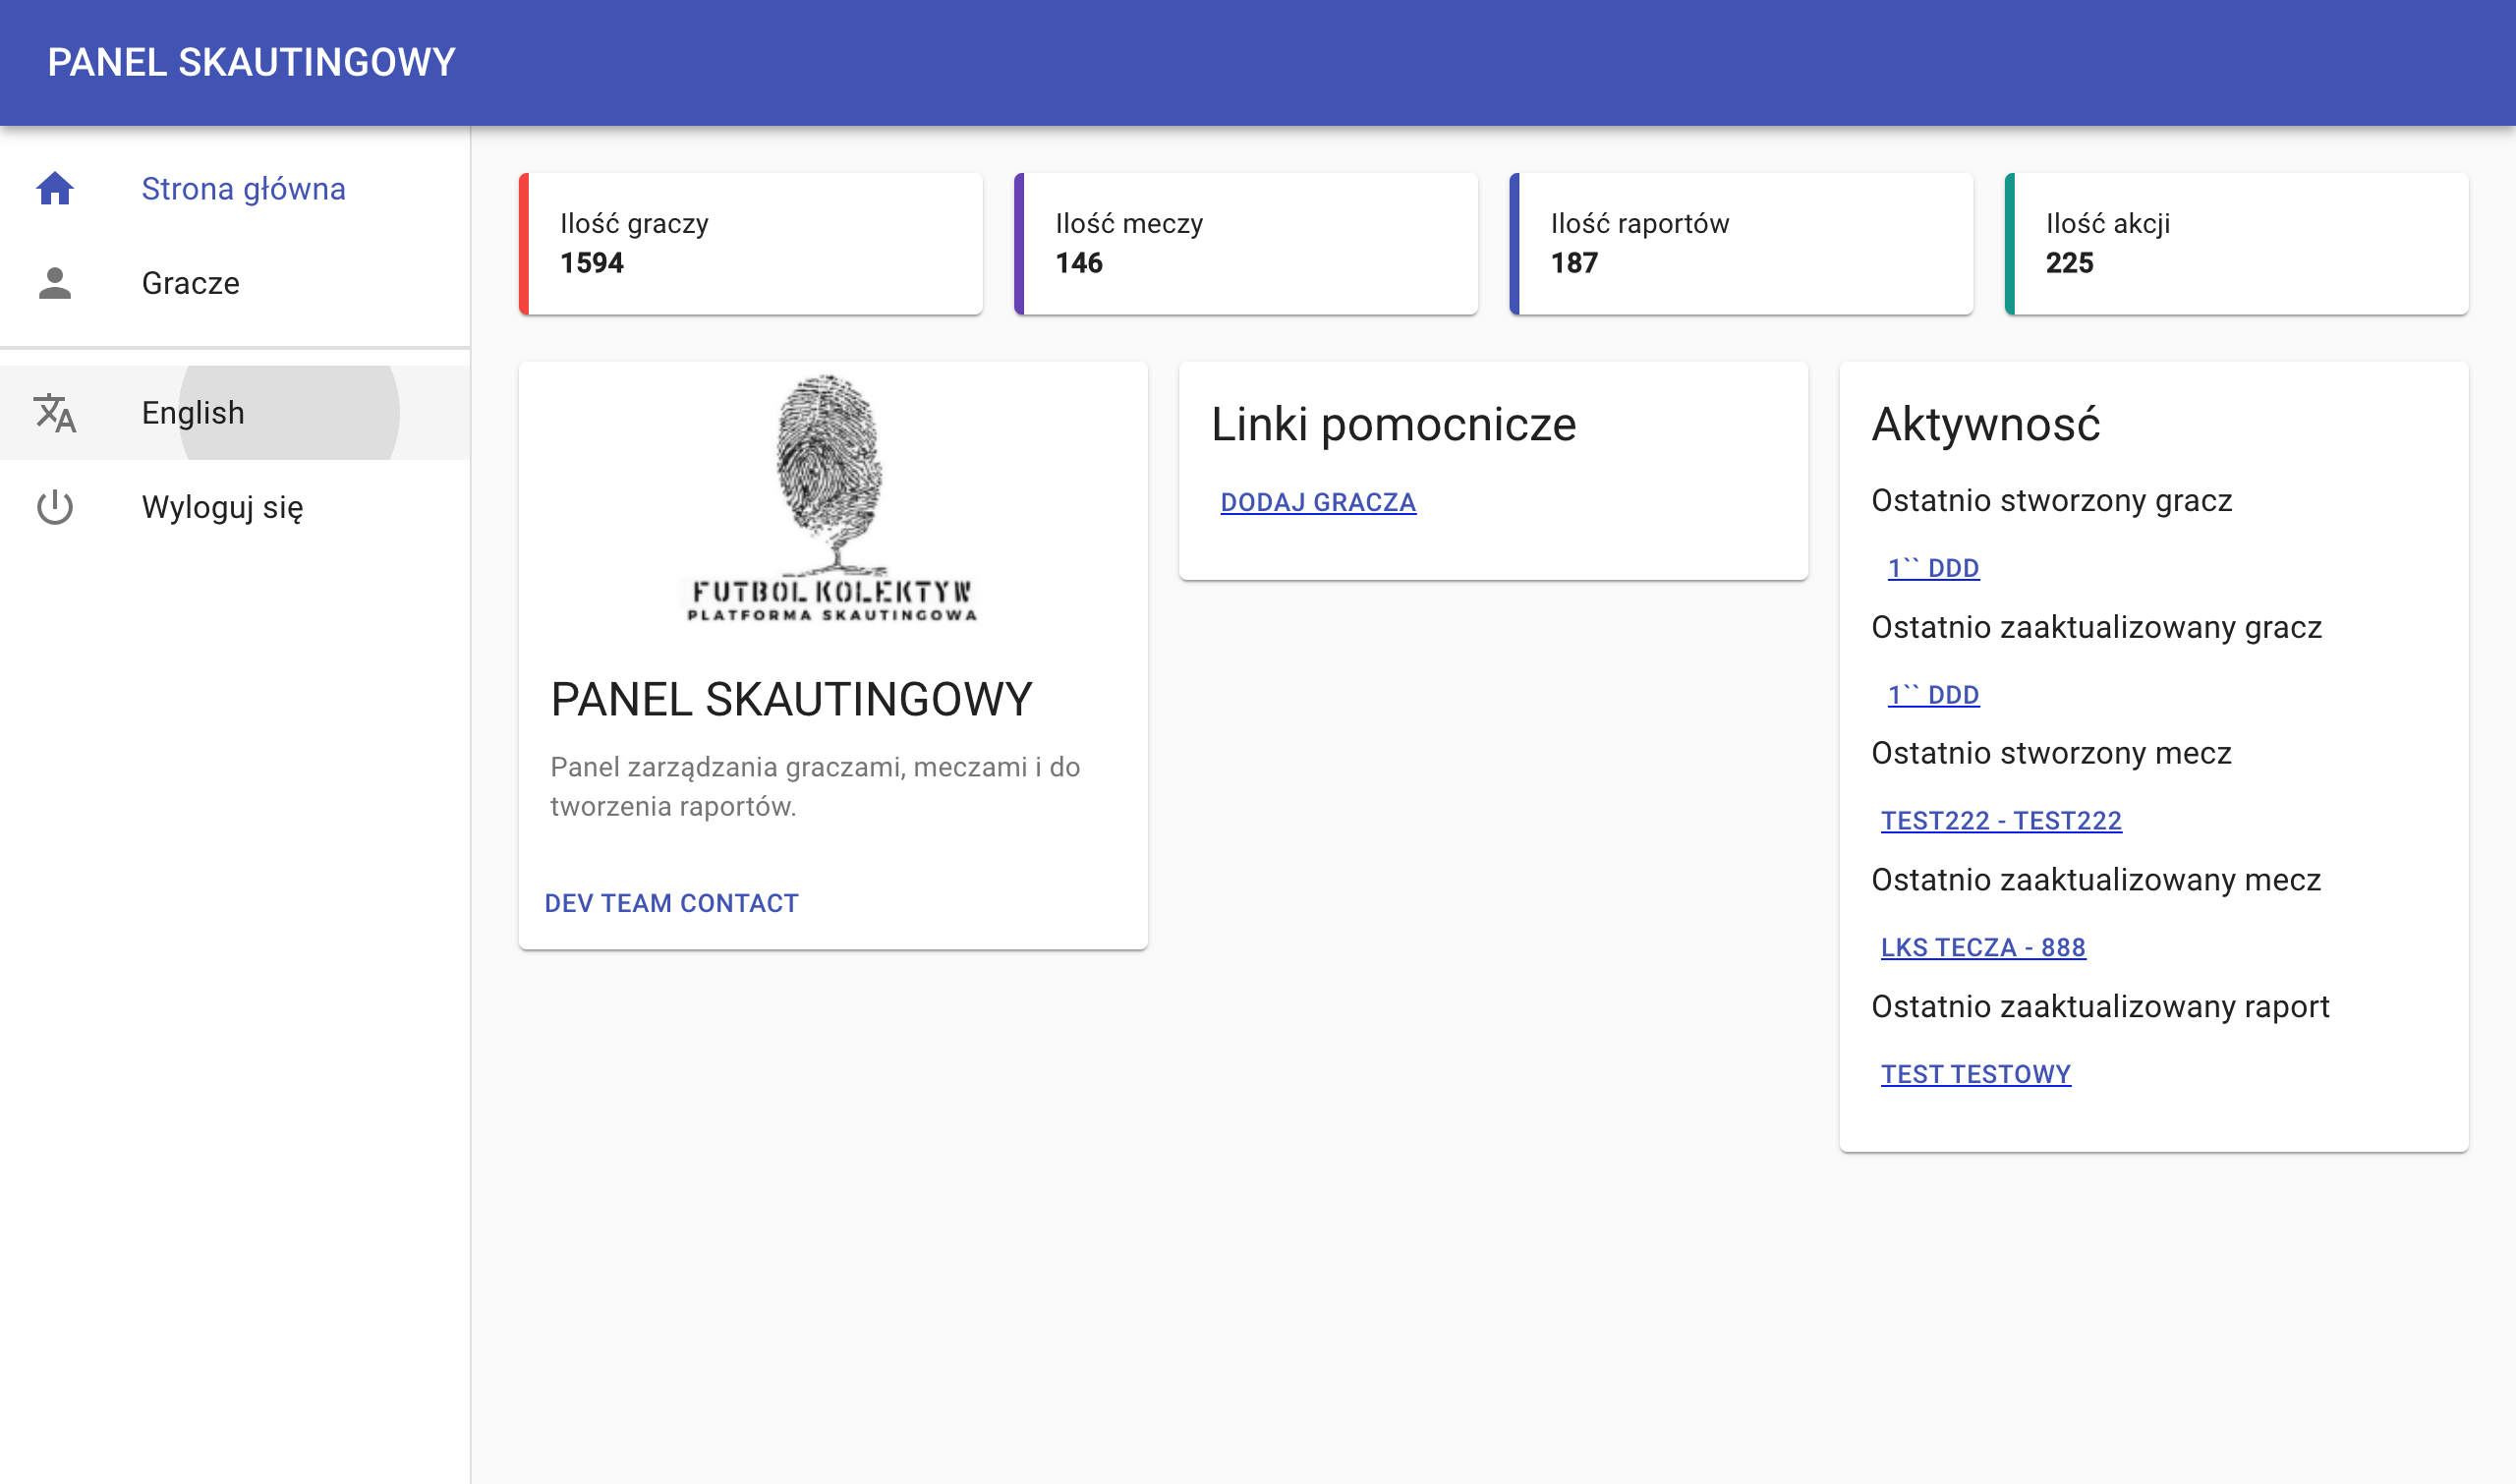 PANEL SKAUTINGOWY
Strona główna
Gracze
English
Wyloguj się
Ilość graczy
1594
Ilość meczy
146
Ilość raportów
187
Ilość akcji
225
FUTBOL KOLEKTYW
PLATFORMA SKAUTINGOWA
PANEL SKAUTINGOWY
Panel zarządzania graczami, meczami i do
tworzenia raportów.
DEV TEAM CONTACT
Linki pomocnicze
DODAJ GRACZA
Aktywnosć
Ostatnio stworzony gracz
1`` DDD
Ostatnio zaaktualizowany gracz
1`` DDD
Ostatnio stworzony mecz
TEST222 - TEST222
Ostatnio zaaktualizowany mecz
LKS TECZA - 888
Ostatnio zaaktualizowany raport
TEST TESTOWY